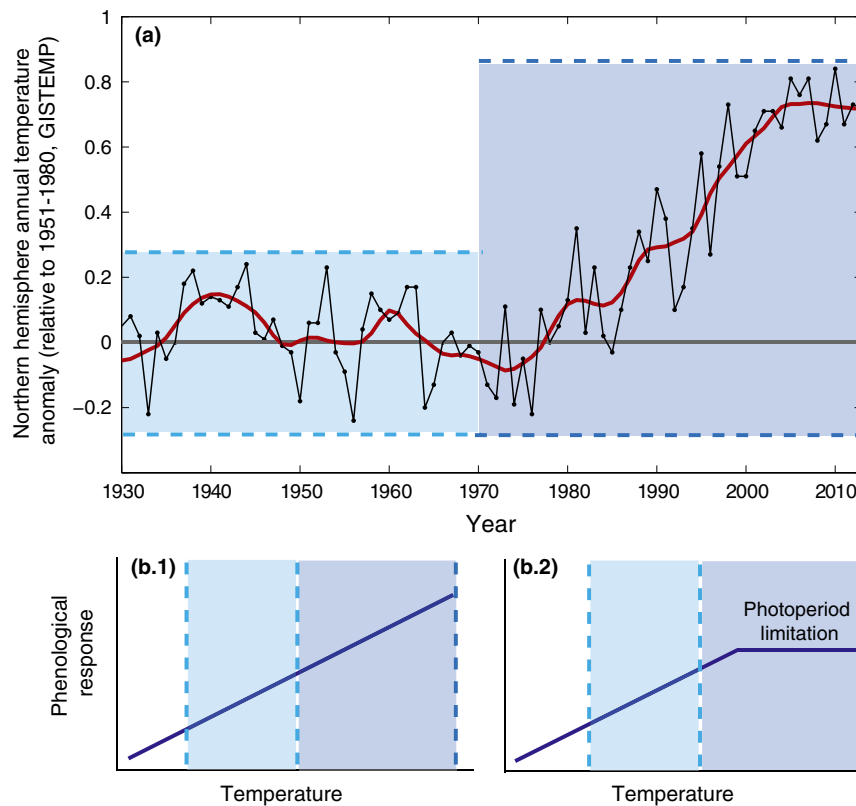 (a)
Northern hemisphere annual temperature
anomaly (relative to 1951-1980, GISTEMP)
1
0.8
0.6
0.4
0.2
0
−0.2
1930 1940 1950 1960 1970 1980 1990 2000 2010
Year
(b.1)
Phenological
response
Temperature
(b.2)
Photoperiod
limitation
Temperature